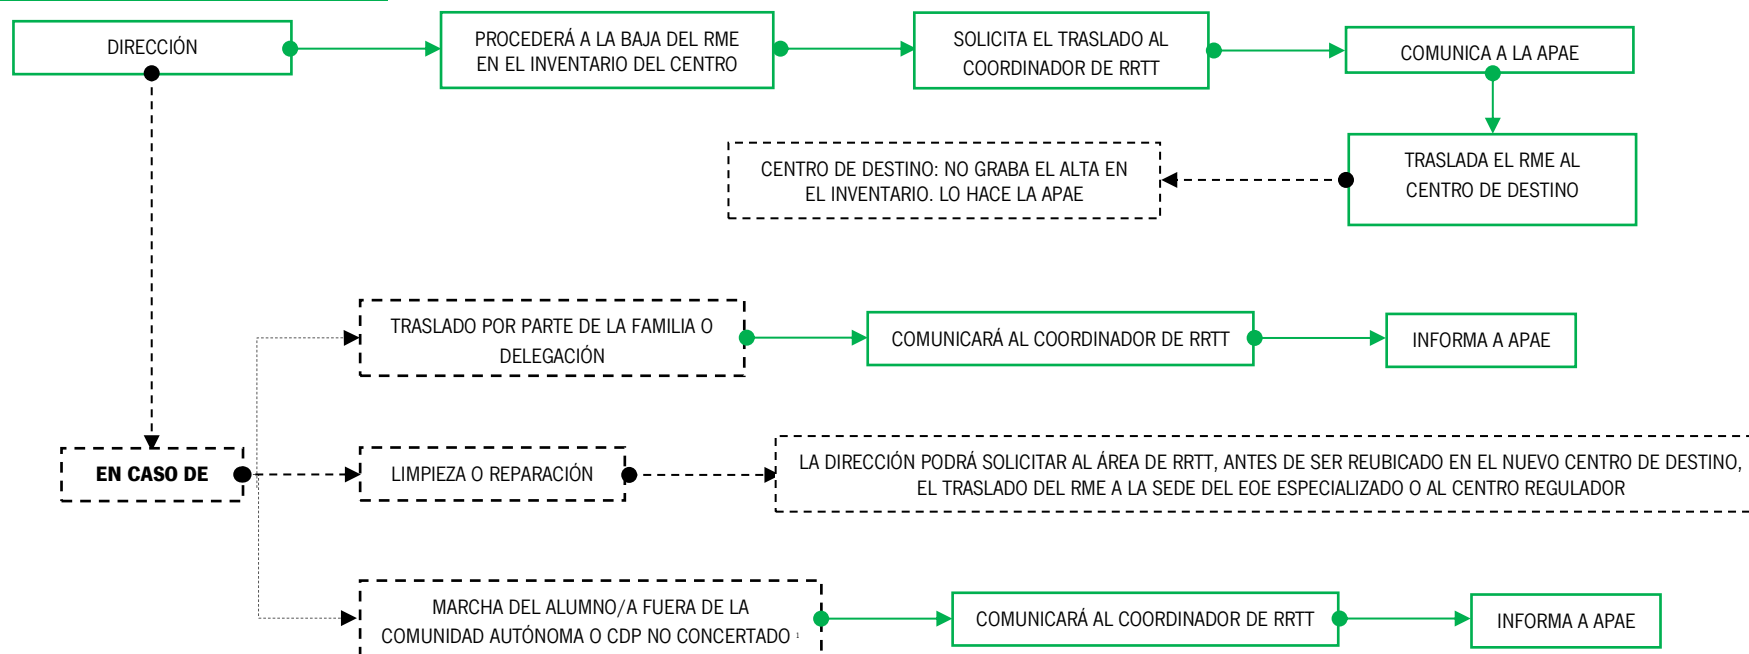 DIRECCIÓN
PROCEDERÁ A LA BAJA DEL RME
EN EL INVENTARIO DEL CENTRO
SOLICITA EL TRASLADO AL
COORDINADOR DE RRTT
COMUNICA A LA APAE
TRASLADA EL RME AL
CENTRO DE DESTINO
CENTRO DE DESTINO: NO GRABA EL ALTA EN
EL INVENTARIO. LO HACE LA APAE
TRASLADO POR PARTE DE LA FAMILIA O
DELEGACIÓN
COMUNICARÁ AL COORDINADOR DE RRTT
INFORMA A APAE
EN CASO DE
LIMPIEZA O REPARACIÓN
LA DIRECCIÓN PODRÁ SOLICITAR AL ÁREA DE RRTT, ANTES DE SER REUBICADO EN EL NUEVO CENTRO DE DESTINO,
EL TRASLADO DEL RME A LA SEDE DEL EOE ESPECIALIZADO O AL CENTRO REGULADOR
MARCHA DEL ALUMNO/A FUERA DE LA
COMUNIDAD AUTÓNOMA O CDP NO CONCERTADO ¹
COMUNICARÁ AL COORDINADOR DE RRTT
INFORMA A APAE